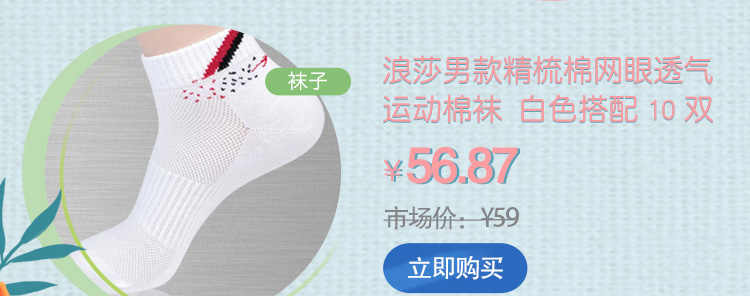 袜子
浪莎男款精梳棉网眼透气
运动棉袜 白色搭配 10 双
¥56.87
市场价：¥59
立即购买